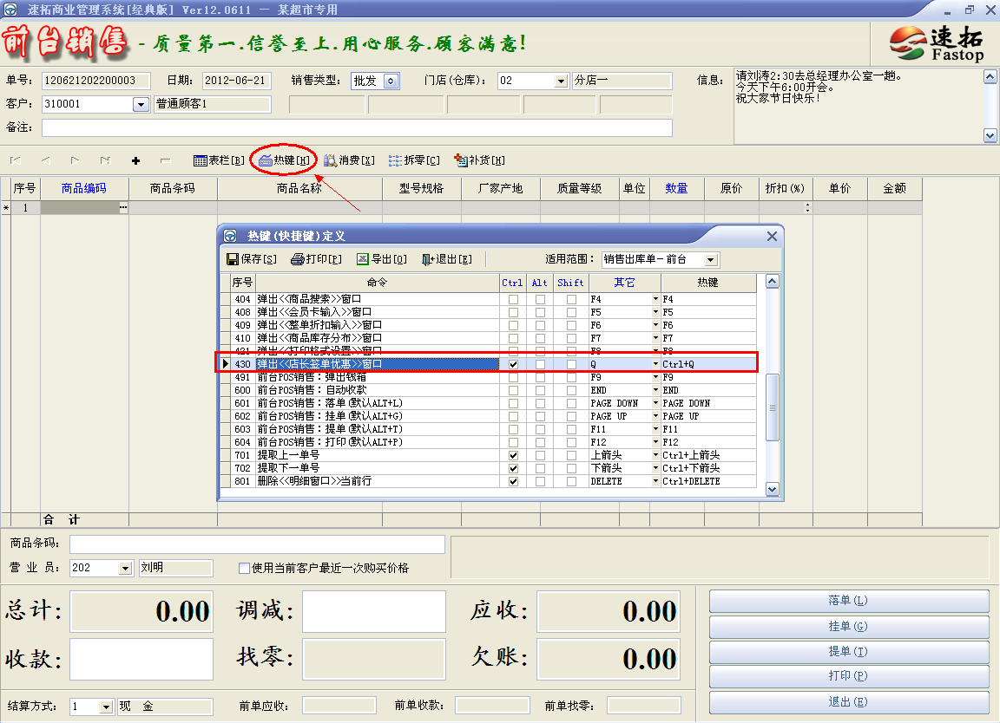 速拓商业管理系统[经典版] Ver12.0611 — 某超市专用
前台销售 - 质量第一.信誉至上.用心服务.顾客满意!
速拓 Fastop
单号: 120621202200003 日期: 2012-06-21 销售类型: 批发 门店(仓库): 02 分店一 信息:
请刘涛2:30去总经理办公室一趟。
今天下午6:00开会。
祝大家节日快乐!
客户: 310001 普通顾客1
备注:
表栏[B] 热键[H] 消费[X] 拆零[C] 补货[H]
序号 商品编码 商品条码 商品名称 型号规格 厂家产地 质量等级 单位 数量 原价 折扣(%) 单价 金额
* 1 ...
热键(快捷键)定义
保存[S] 打印[P] 导出[O] 退出[E] 适用范围: 销售出库单-前台
序号 命令 Ctrl Alt Shift 其它 热键
404 弹出<<商品搜索>>窗口 F4 F4
408 弹出<<会员卡输入>>窗口 F5 F5
409 弹出<<整单折扣输入>>窗口 F6 F6
410 弹出<<商品库存分布>>窗口 F7 F7
421 弹出<<打印格式设置>>窗口 F8 F8
430 弹出<<店长签单优惠>>窗口 Q Ctrl+Q
491 前台POS销售:弹出钱箱 F9 F9
600 前台POS销售:自动收款 END END
601 前台POS销售:落单(默认ALT+L) PAGE DOWN PAGE DOWN
602 前台POS销售:挂单(默认ALT+G) PAGE UP PAGE UP
603 前台POS销售:提单(默认ALT+T) F11 F11
604 前台POS销售:打印(默认ALT+P) F12 F12
701 提取上一单号 上箭头 Ctrl+上箭头
702 提取下一单号 下箭头 Ctrl+下箭头
801 删除<<明细窗口>>当前行 DELETE Ctrl+DELETE
合 计
商品条码:
营 业 员: 202 刘明 使用当前客户最近一次购买价格
总计: 0.00 调减: 应收: 0.00
收款: 找零: 欠账: 0.00
落单(L)
挂单(G)
提单(T)
打印(P)
退出(E)
结算方式: 1 现 金 前单应收: 前单收款: 前单找零: